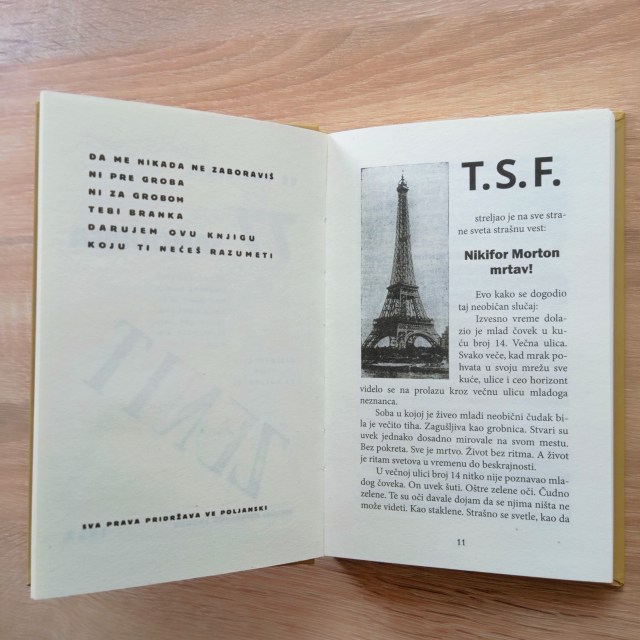 DA ME NIKADA NE ZABORAVIŠ
NI PRE GROBA
NI ZA GROBOM
TEBI BRANKA
DARUJEM OVU KNJIGU
KOJU TI NEĆEŠ RAZUMETI
ZENIT
SVA PRAVA PRIDRŽAVA VE POLJANSKI
T.S.F.
streljao je na sve stra-
ne sveta strašnu vest:
Nikifor Morton
mrtav!
Evo kako se dogodio
taj neobičan slučaj:
Izvesno vreme dola-
zio je mlad čovek u ku-
ću broj 14. Večna ulica.
Svako veče, kad mrak po-
hvata u svoju mrežu sve
kuće, ulice i ceo horizont
videlo se na prolazu kroz večnu ulicu mladoga
neznanca.
Soba u kojoj je živeo mladi neobični čudak bi-
la je večito tiha. Zagušljiva kao grobnica. Stvari su
uvek jednako dosadno mirovale na svom mestu.
Bez pokreta. Sve je mrtvo. Život bez ritma. A život
je ritam svetova u vremenu do beskrajnosti.
U večnoj ulici broj 14 nitko nije poznavao mla-
dog čoveka. On uvek šuti. Oštre zelene oči. Čudno
zelene. Te su oči davale dojam da se njima ništa ne
može videti. Kao staklene. Strašno se svetle, kao da
11